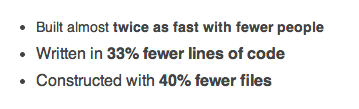 Built almost twice as fast with fewer people
Written in 33% fewer lines of code
Constructed with 40% fewer files